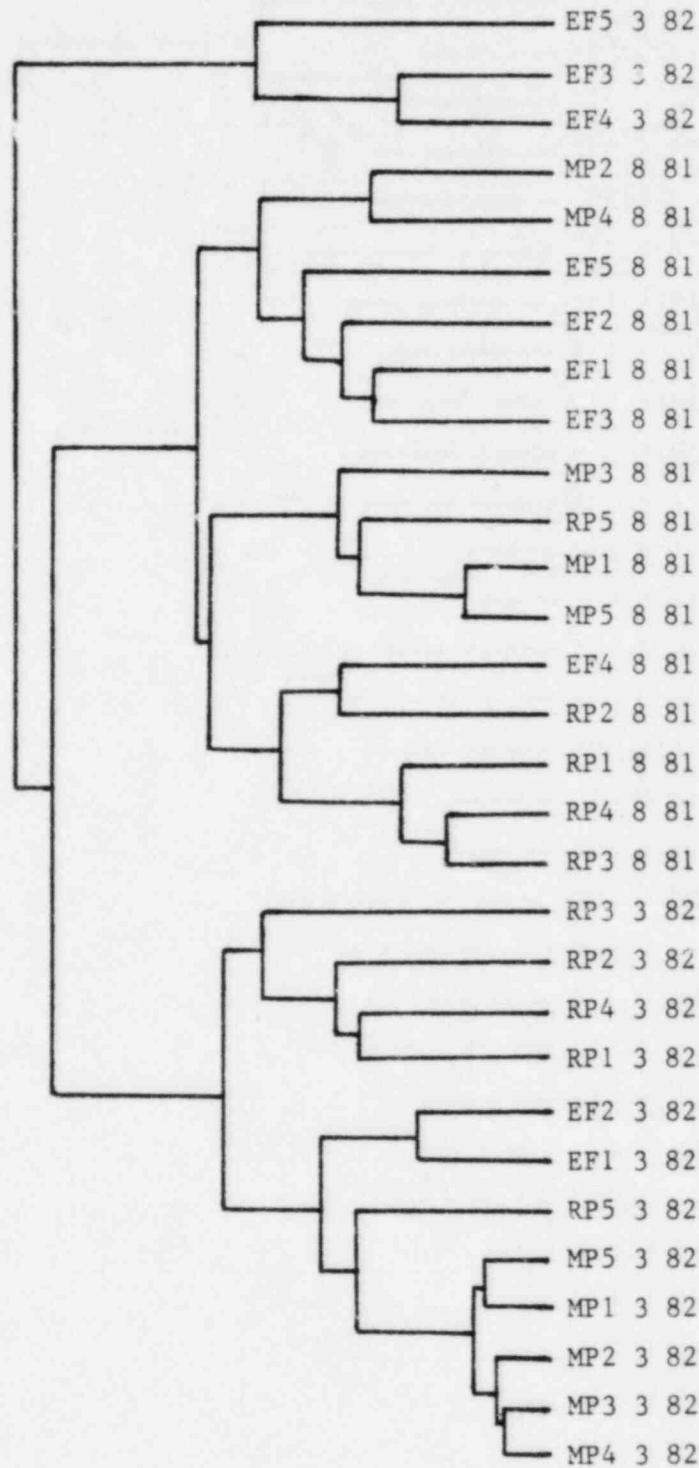 EF5 3 82
EF3 3 82
EF4 3 82
MP2 8 81
MP4 8 81
EF5 8 81
EF2 8 81
EF1 8 81
EF3 8 81
MP3 8 81
RP5 8 81
MP1 8 81
MP5 8 81
EF4 8 81
RP2 8 81
RP1 8 81
RP4 8 81
RP3 8 81
RP3 3 82
RP2 3 82
RP4 3 82
RP1 3 82
EF2 3 82
EF1 3 82
RP5 3 82
MP5 3 82
MP1 3 82
MP2 3 82
MP3 3 82
MP4 3 82